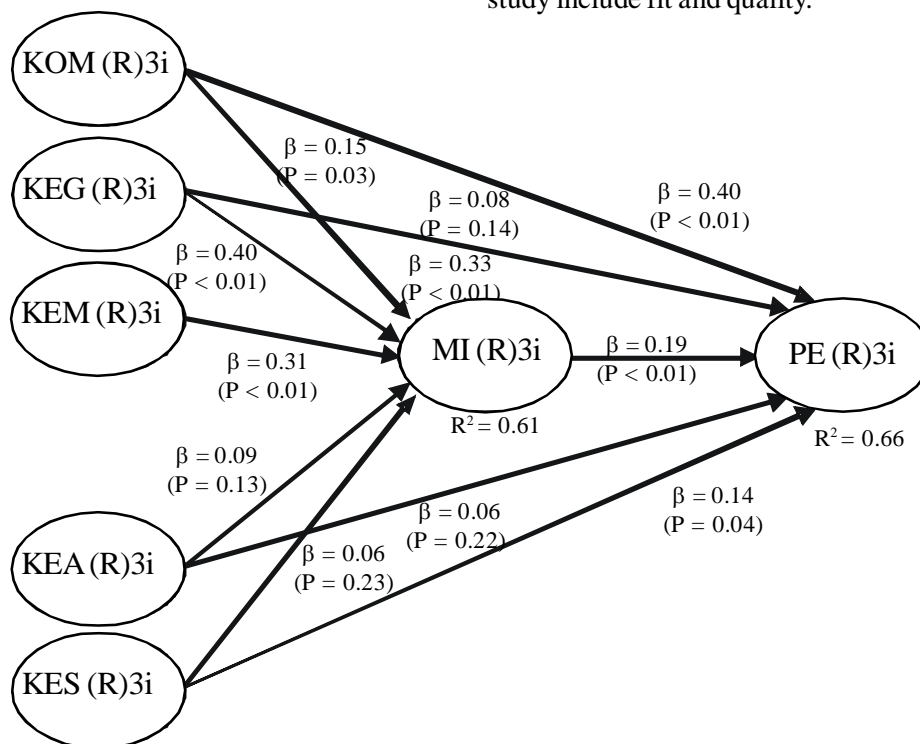 study include fit and quality.
KOM (R)3i
β = 0.15
(P = 0.03)
KEG (R)3i
β = 0.40
(P < 0.01)
β = 0.08
(P = 0.14)
β = 0.40
(P < 0.01)
β = 0.33
(P < 0.01)
KEM (R)3i
β = 0.31
(P < 0.01)
MI (R)3i
R² = 0.61
β = 0.19
(P < 0.01)
PE (R)3i
R² = 0.66
β = 0.09
(P = 0.13)
β = 0.06
(P = 0.22)
β = 0.14
(P = 0.04)
KEA (R)3i
β = 0.06
(P = 0.23)
KES (R)3i